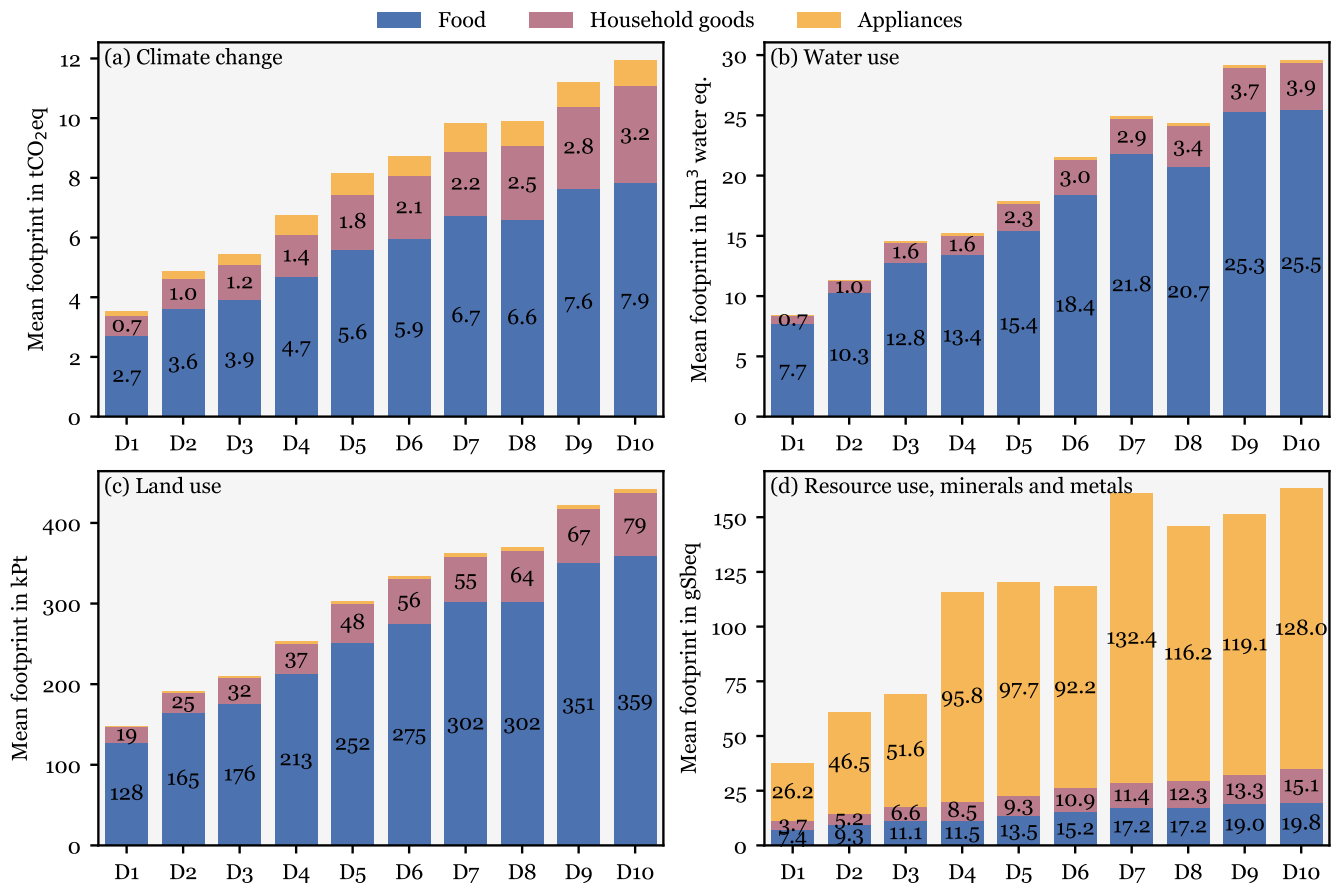 Food Household goods Appliances
(a) Climate change
Mean footprint in tCO₂eq
12
10
8
6
4
2
0
0.7 1.0 1.2 1.4 1.8 2.1 2.2 2.5 2.8 3.2
2.7 3.6 3.9 4.7 5.6 5.9 6.7 6.6 7.6 7.9
D1 D2 D3 D4 D5 D6 D7 D8 D9 D10
(b) Water use
Mean footprint in km³ water eq.
30
25
20
15
10
5
0
0.7 1.0 1.6 1.6 2.3 3.0 2.9 3.4 3.7 3.9
7.7 10.3 12.8 13.4 15.4 18.4 21.8 20.7 25.3 25.5
D1 D2 D3 D4 D5 D6 D7 D8 D9 D10
(c) Land use
Mean footprint in kPt
400
300
200
100
0
19 25 32 37 48 56 55 64 67 79
128 165 176 213 252 275 302 302 351 359
D1 D2 D3 D4 D5 D6 D7 D8 D9 D10
(d) Resource use, minerals and metals
Mean footprint in gSbeq
150
125
100
75
50
25
0
26.2 46.5 51.6 95.8 97.7 92.2 132.4 116.2 119.1 128.0
3.7 5.2 6.6 8.5 9.3 10.9 11.4 12.3 13.3 15.1
7.4 9.3 11.1 11.5 13.5 15.2 17.2 17.2 19.0 19.8
D1 D2 D3 D4 D5 D6 D7 D8 D9 D10